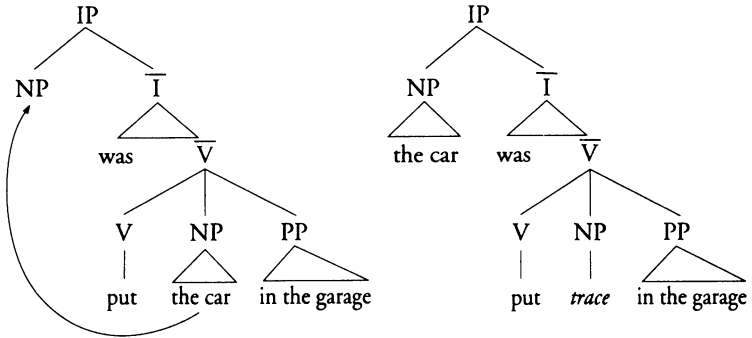 IP IP
NP I̅ NP I̅
was V̅ the car was V̅
V NP PP V NP PP
put the car in the garage put trace in the garage